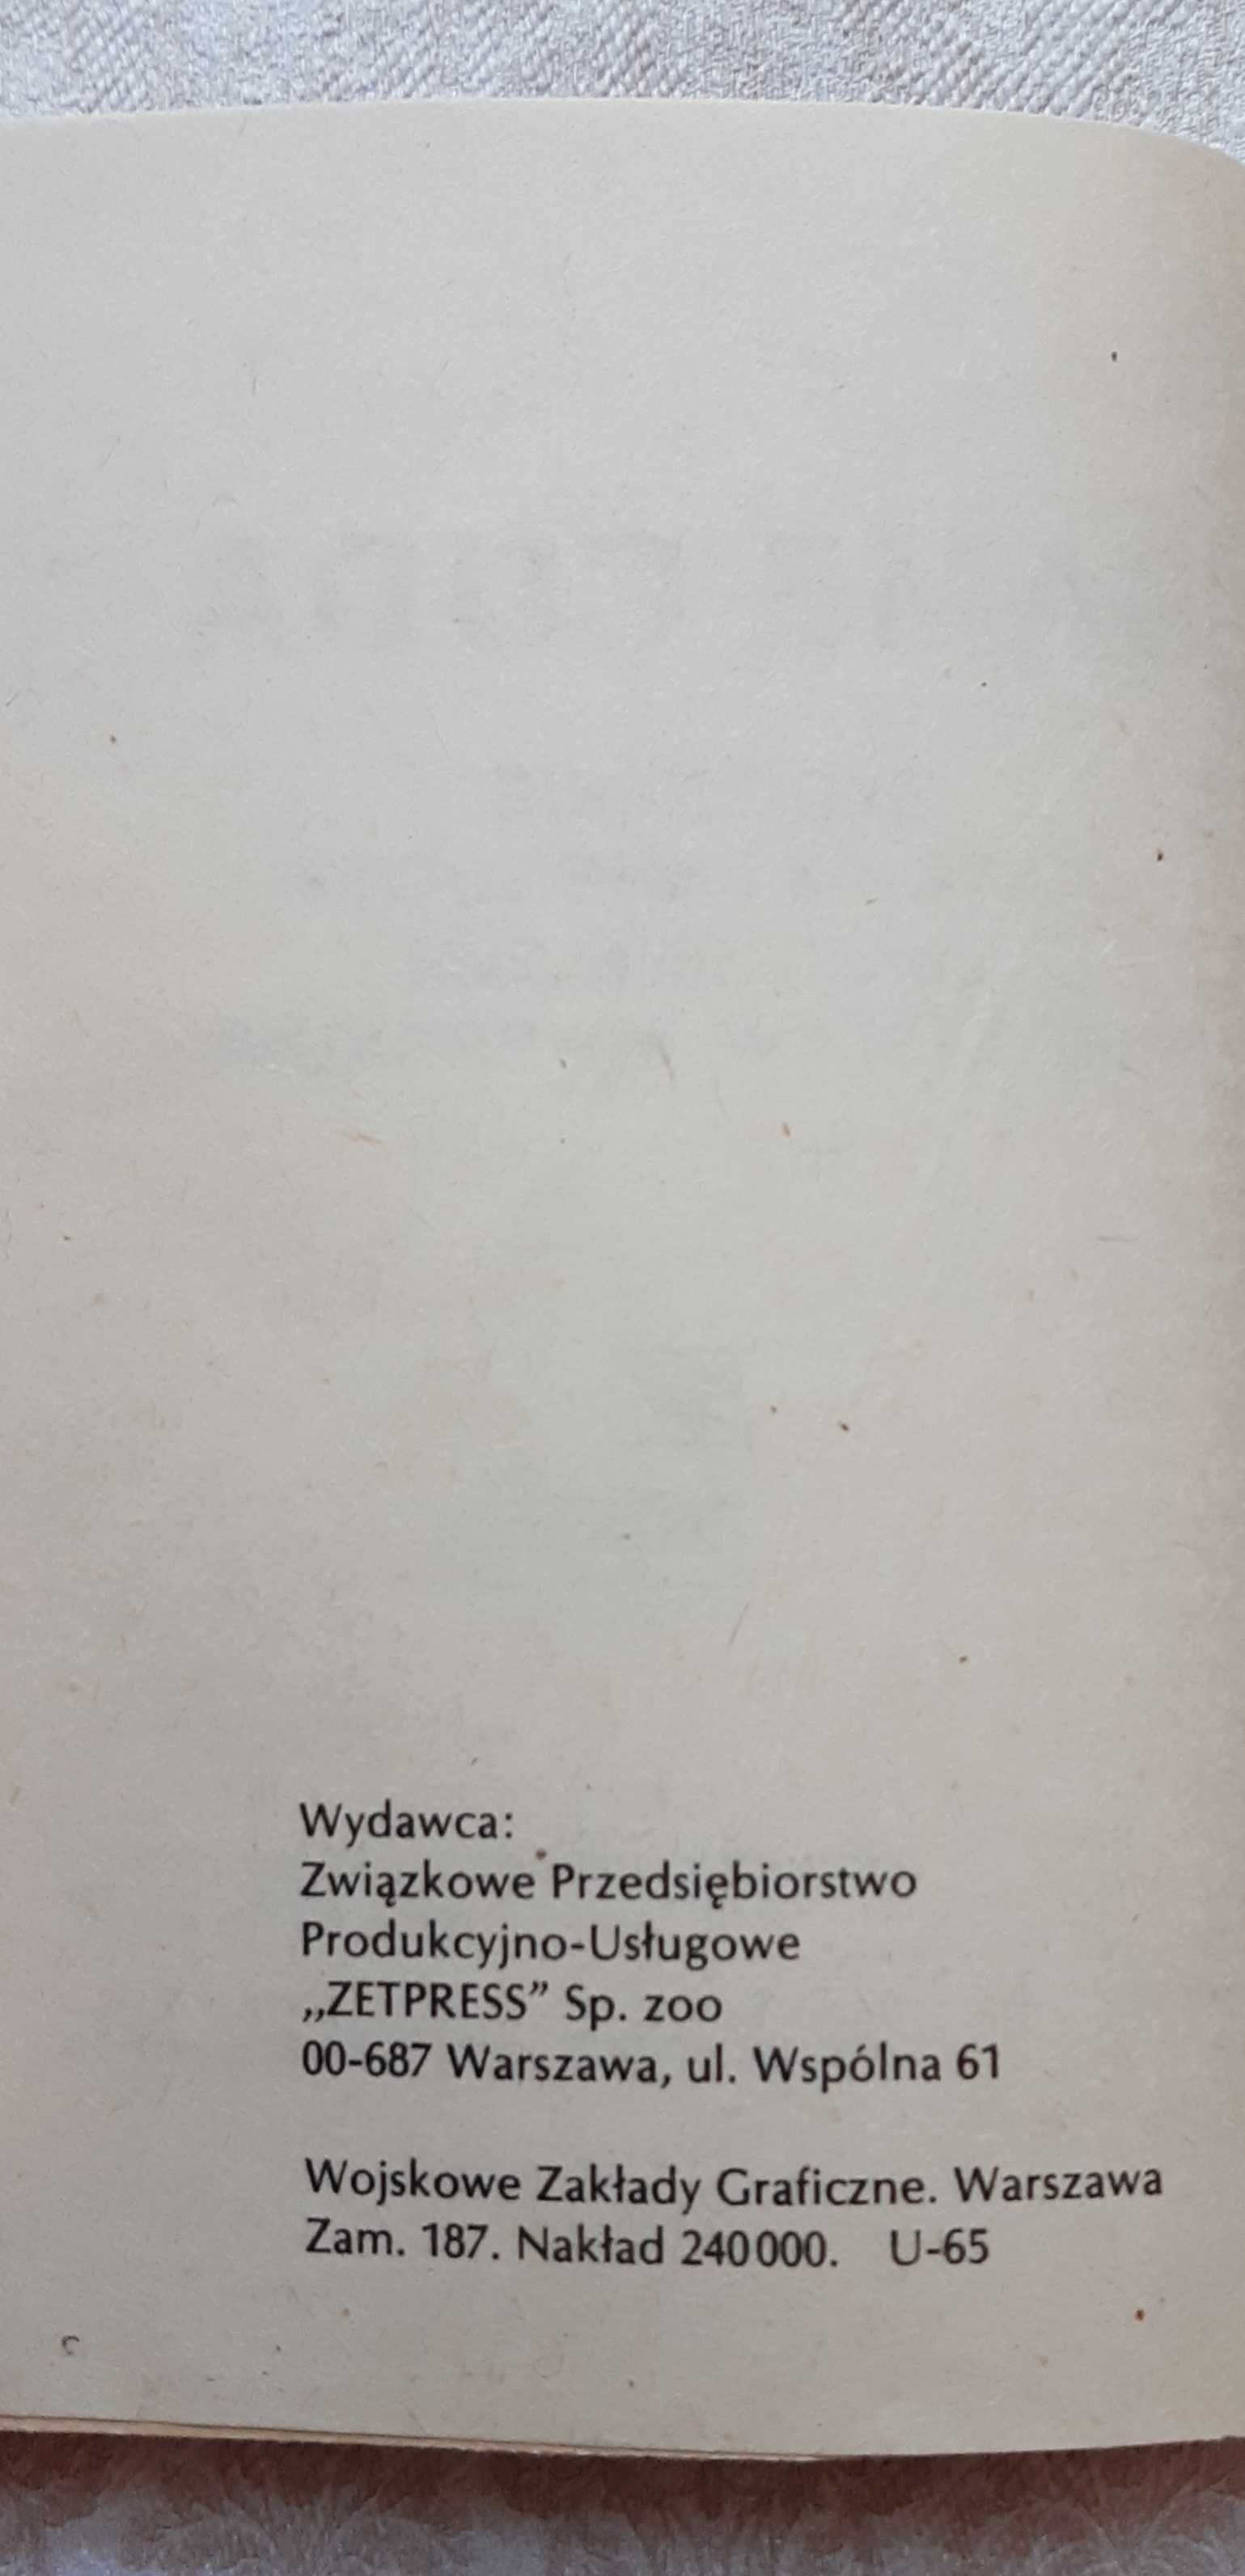 Wydawca:
Związkowe Przedsiębiorstwo
Produkcyjno-Usługowe
„ZETPRESS” Sp. zoo
00-687 Warszawa, ul. Wspólna 61
Wojskowe Zakłady Graficzne. Warszawa
Zam. 187. Nakład 240000. U-65